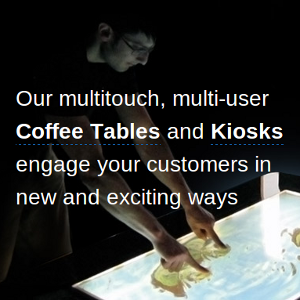 Our multitouch, multi-user
Coffee Tables and Kiosks
engage your customers in
new and exciting ways